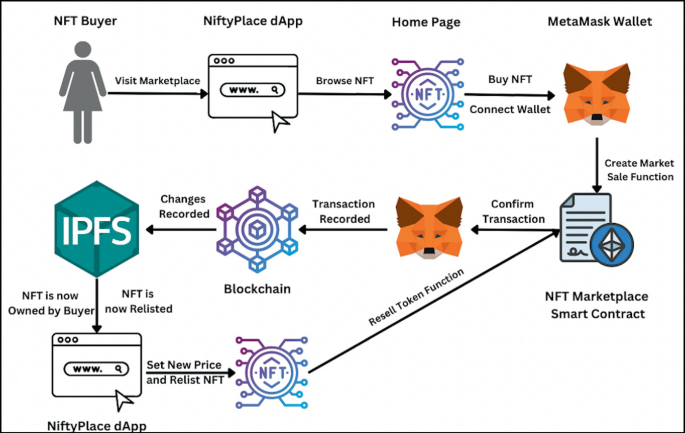 NFT Buyer
NiftyPlace dApp
Home Page
MetaMask Wallet
Visit Marketplace
www.
Browse NFT
NFT
Buy NFT
Connect Wallet
Create Market
Sale Function
IPFS
Changes
Recorded
Transaction
Recorded
Confirm
Transaction
Blockchain
NFT Marketplace
Smart Contract
Resell Token Function
NFT is now
Owned by Buyer
NFT is
now Relisted
www.
Set New Price
and Relist NFT
NFT
NiftyPlace dApp